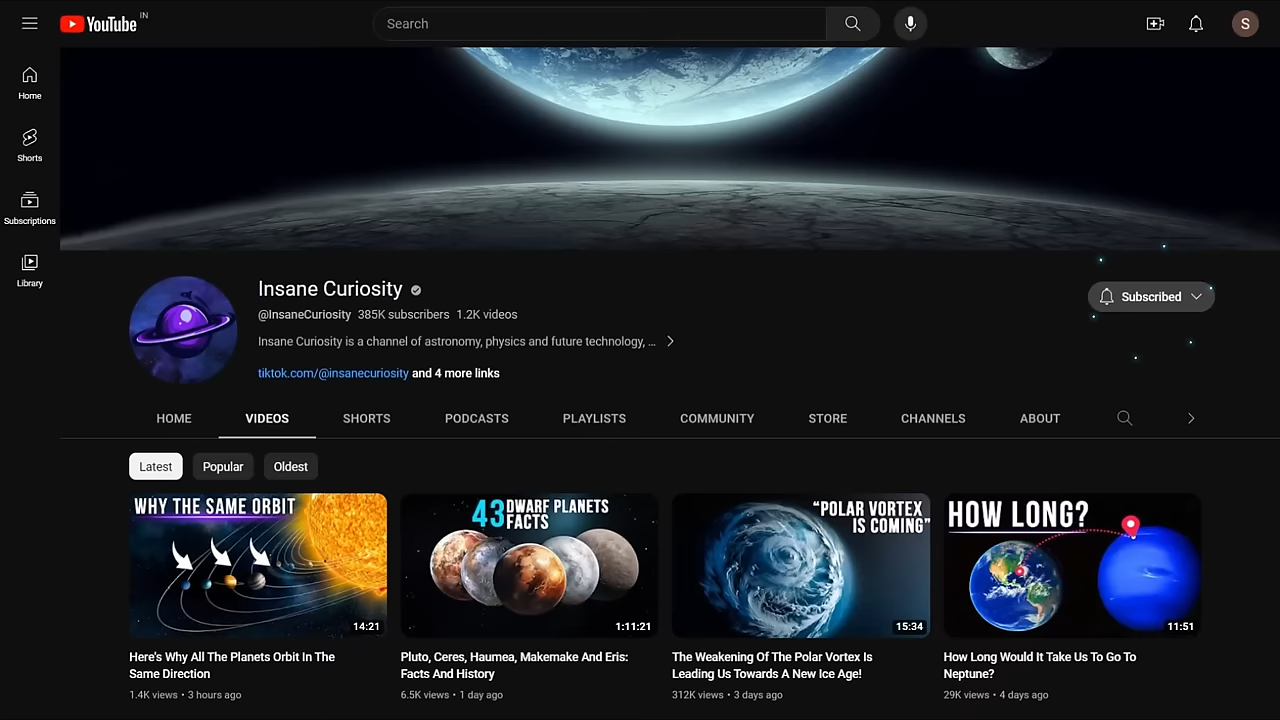 YouTube IN
Search
S
Home
Shorts
Subscriptions
Library
Insane Curiosity
@InsaneCuriosity 385K subscribers 1.2K videos
Insane Curiosity is a channel of astronomy, physics and future technology, ...
tiktok.com/@insanecuriosity and 4 more links
Subscribed
HOME VIDEOS SHORTS PODCASTS PLAYLISTS COMMUNITY STORE CHANNELS ABOUT
Latest Popular Oldest
WHY THE SAME ORBIT
14:21
Here's Why All The Planets Orbit In The
Same Direction
1.4K views • 3 hours ago
43 DWARF PLANETS
FACTS
1:11:21
Pluto, Ceres, Haumea, Makemake And Eris:
Facts And History
6.5K views • 1 day ago
“POLAR VORTEX
IS COMING”
15:34
The Weakening Of The Polar Vortex Is
Leading Us Towards A New Ice Age!
312K views • 3 days ago
HOW LONG?
11:51
How Long Would It Take Us To Go To
Neptune?
29K views • 4 days ago